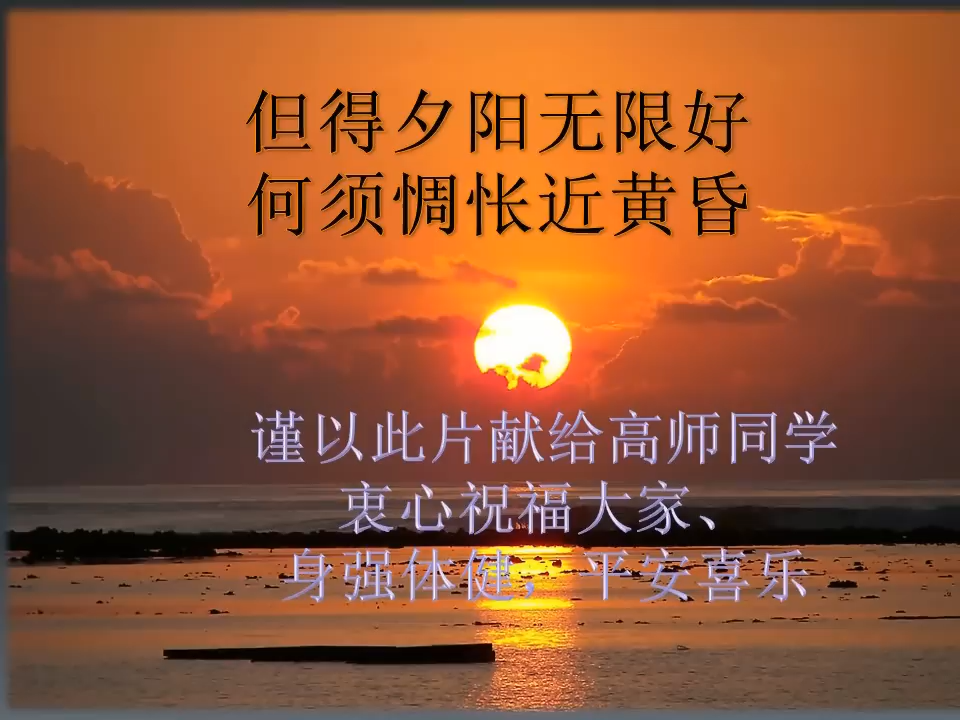 但得夕阳无限好
何须惆怅近黄昏
谨以此片献给高师同学
衷心祝福大家、
身强体健，平安喜乐